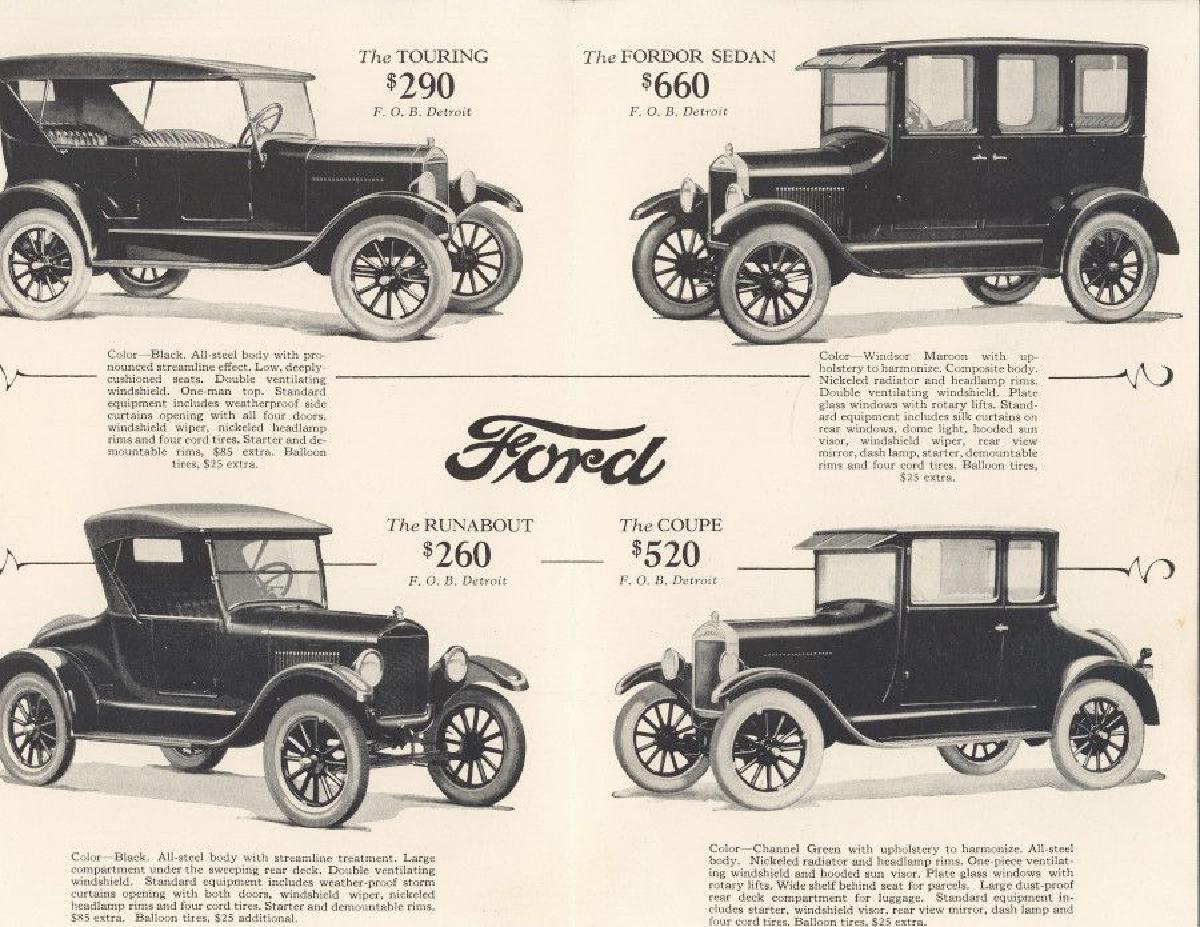 The TOURING
$290
F. O. B. Detroit
The FORDOR SEDAN
$660
F. O. B. Detroit
Color—Black. All-steel body with pro-
nounced streamline effect. Low, deeply-
cushioned seats. Double ventilating
windshield. One-man top. Standard
equipment includes weatherproof side
curtains opening with all four doors,
windshield wiper, nickeled headlamp
rims and four cord tires. Starter and de-
mountable rims, $85 extra. Balloon
tires, $25 extra.
Color—Windsor Maroon with up-
holstery to harmonize. Composite body.
Nickeled radiator and headlamp rims.
Double ventilating windshield. Plate
glass windows with rotary lifts. Stand-
ard equipment includes silk curtains on
rear windows, dome light, hooded sun
visor, windshield wiper, rear view
mirror, dash lamp, starter, demountable
rims and four cord tires. Balloon tires,
$25 extra.
Ford
The RUNABOUT
$260
F. O. B. Detroit
The COUPE
$520
F. O. B. Detroit
Color—Black. All-steel body with streamline treatment. Large
compartment under the sweeping rear deck. Double ventilating
windshield. Standard equipment includes weather-proof storm
curtains opening with both doors, windshield wiper, nickeled
headlamp rims and four cord tires. Starter and demountable rims,
$85 extra. Balloon tires, $25 additional.
Color—Channel Green with upholstery to harmonize. All-steel
body. Nickeled radiator and headlamp rims. One-piece ventilat-
ing windshield and hooded sun visor. Plate glass windows with
rotary lifts. Wide shelf behind seat for parcels. Large dust-proof
rear deck compartment for luggage. Standard equipment in-
cludes starter, windshield visor, rear view mirror, dash lamp and
four cord tires. Balloon tires, $25 extra.